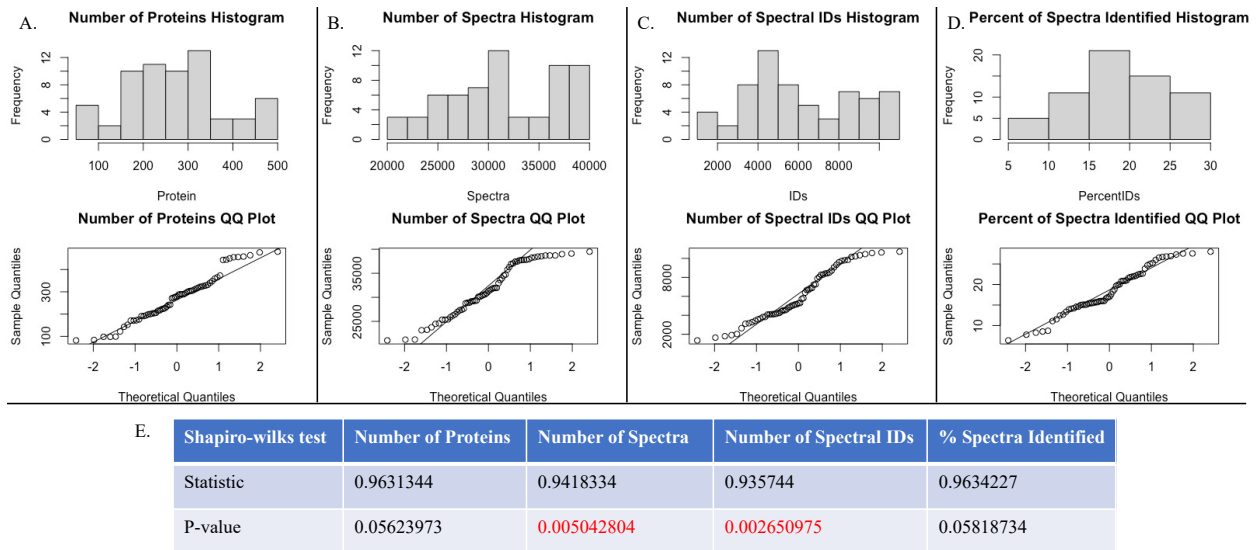 A.
Number of Proteins Histogram
Frequency
0 4 8 12
100 200 300 400 500
Protein
Number of Proteins QQ Plot
Sample Quantiles
100 300
-2 -1 0 1 2
Theoretical Quantiles
B.
Number of Spectra Histogram
Frequency
0 4 8 12
20000 25000 30000 35000 40000
Spectra
Number of Spectra QQ Plot
Sample Quantiles
25000 35000
-2 -1 0 1 2
Theoretical Quantiles
C.
Number of Spectral IDs Histogram
Frequency
0 4 8 12
2000 4000 6000 8000
IDs
Number of Spectral IDs QQ Plot
Sample Quantiles
2000 8000
-2 -1 0 1 2
Theoretical Quantiles
D.
Percent of Spectra Identified Histogram
Frequency
0 5 10 20
5 10 15 20 25 30
PercentIDs
Percent of Spectra Identified QQ Plot
Sample Quantiles
10 20
-2 -1 0 1 2
Theoretical Quantiles
E.
Shapiro-wilks test Number of Proteins Number of Spectra Number of Spectral IDs % Spectra Identified
Statistic 0.9631344 0.9418334 0.935744 0.9634227
P-value 0.05623973 0.005042804 0.002650975 0.05818734